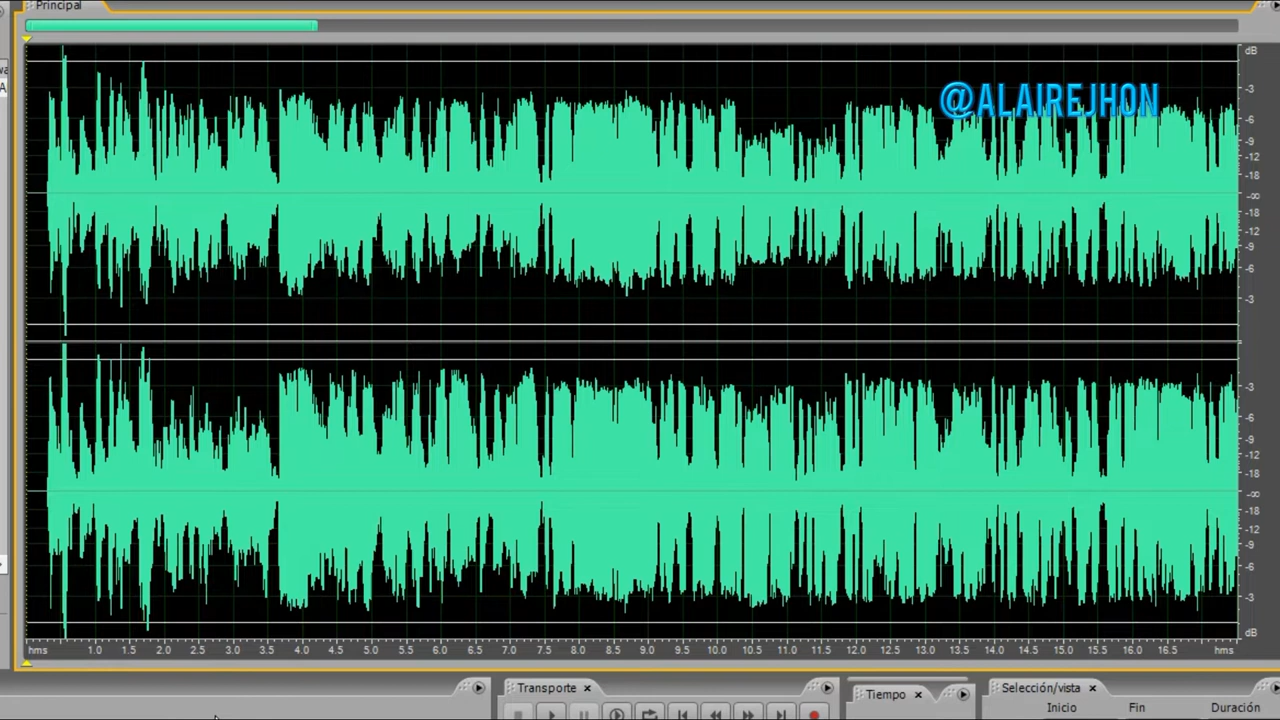 Principal
@ALAIREJHON
dB
-3
-6
-9
-12
-18
-∞
-18
-12
-9
-6
-3
-3
-6
-9
-12
-18
-∞
-18
-12
-9
-6
-3
dB
hms 1.0 1.5 2.0 2.5 3.0 3.5 4.0 4.5 5.0 5.5 6.0 6.5 7.0 7.5 8.0 8.5 9.0 9.5 10.0 10.5 11.0 11.5 12.0 12.5 13.0 13.5 14.0 14.5 15.0 15.5 16.0 16.5 hms
Transporte
Tiempo
Selección/vista
Inicio Fin Duración